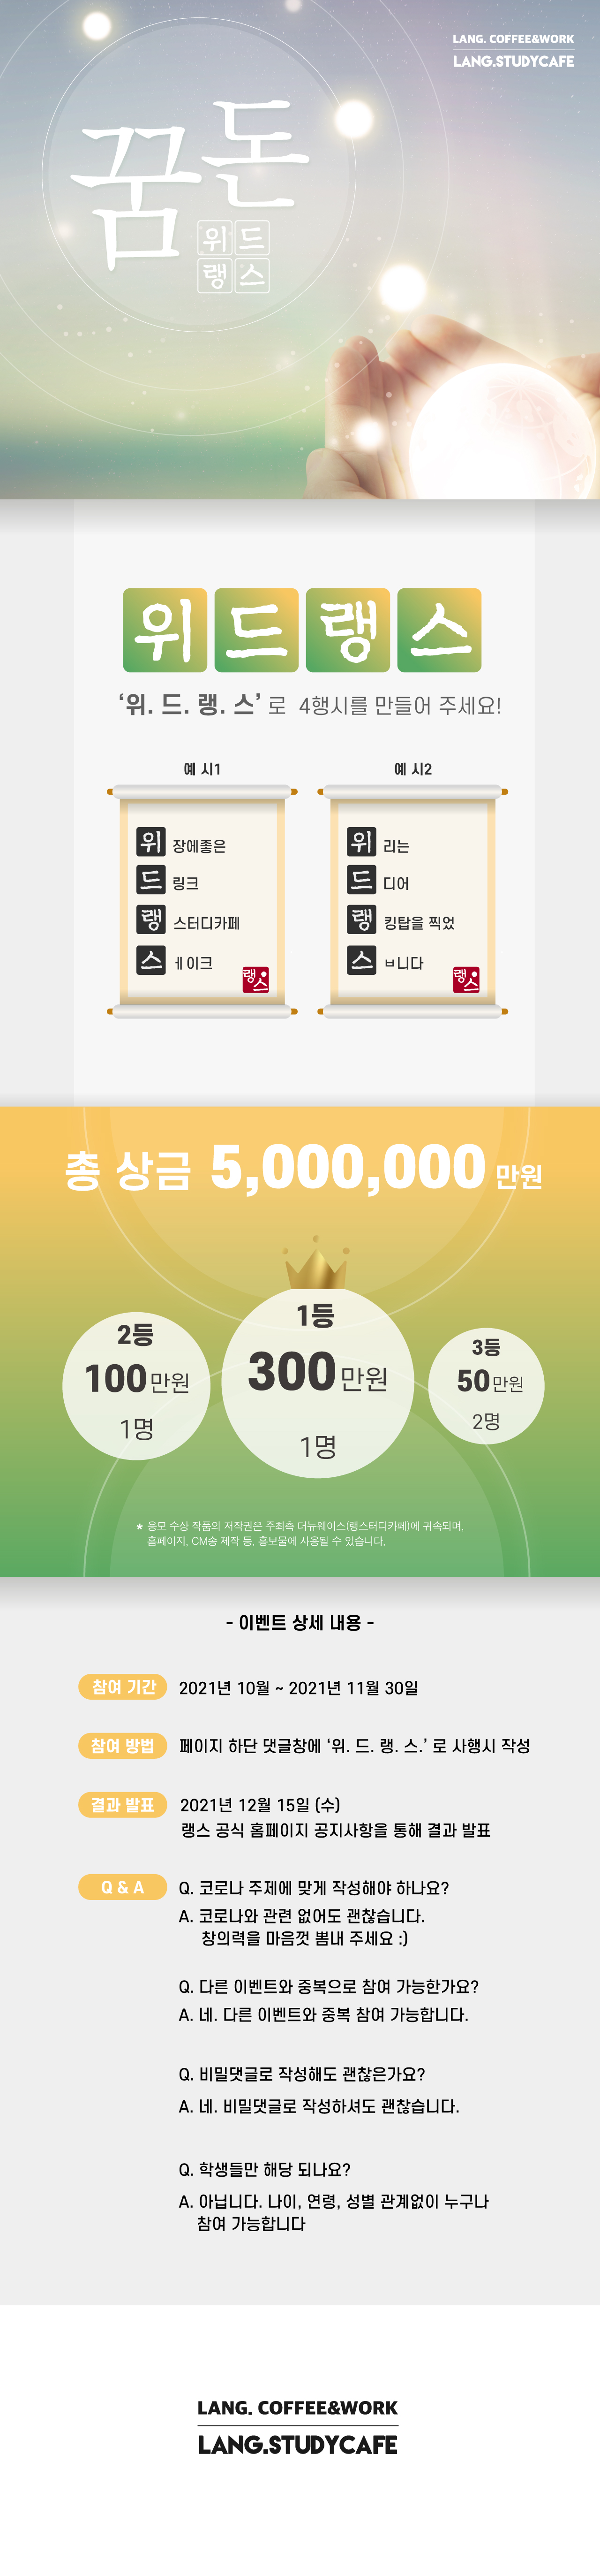 LANG. COFFEE&WORK
LANG.STUDYCAFE
꿈돈
위드
랭스
위드랭스
‘위. 드. 랭. 스’ 로 4행시를 만들어 주세요!
예 시1
위 장에좋은
드 링크
랭 스터디카페
스 ㅔ이크
랭스
예 시2
위 리는
드 디어
랭 킹탑을 찍었
스 ㅂ니다
랭스
총 상금 5,000,000 만원
1등
300만원
1명
2등
100만원
1명
3등
50만원
2명
★ 응모 수상 작품의 저작권은 주최측 더뉴웨이스(랭스터디카페)에 귀속되며,
홈페이지, CM송 제작 등. 홍보물에 사용될 수 있습니다.
- 이벤트 상세 내용 -
참여 기간 2021년 10월 ~ 2021년 11월 30일
참여 방법 페이지 하단 댓글창에 ‘위. 드. 랭. 스.’ 로 사행시 작성
결과 발표 2021년 12월 15일 (수)
랭스 공식 홈페이지 공지사항을 통해 결과 발표
Q & A Q. 코로나 주제에 맞게 작성해야 하나요?
A. 코로나와 관련 없어도 괜찮습니다.
창의력을 마음껏 뽐내 주세요 :)
Q. 다른 이벤트와 중복으로 참여 가능한가요?
A. 네. 다른 이벤트와 중복 참여 가능합니다.
Q. 비밀댓글로 작성해도 괜찮은가요?
A. 네. 비밀댓글로 작성하셔도 괜찮습니다.
Q. 학생들만 해당 되나요?
A. 아닙니다. 나이, 연령, 성별 관계없이 누구나
참여 가능합니다
LANG. COFFEE&WORK
LANG.STUDYCAFE